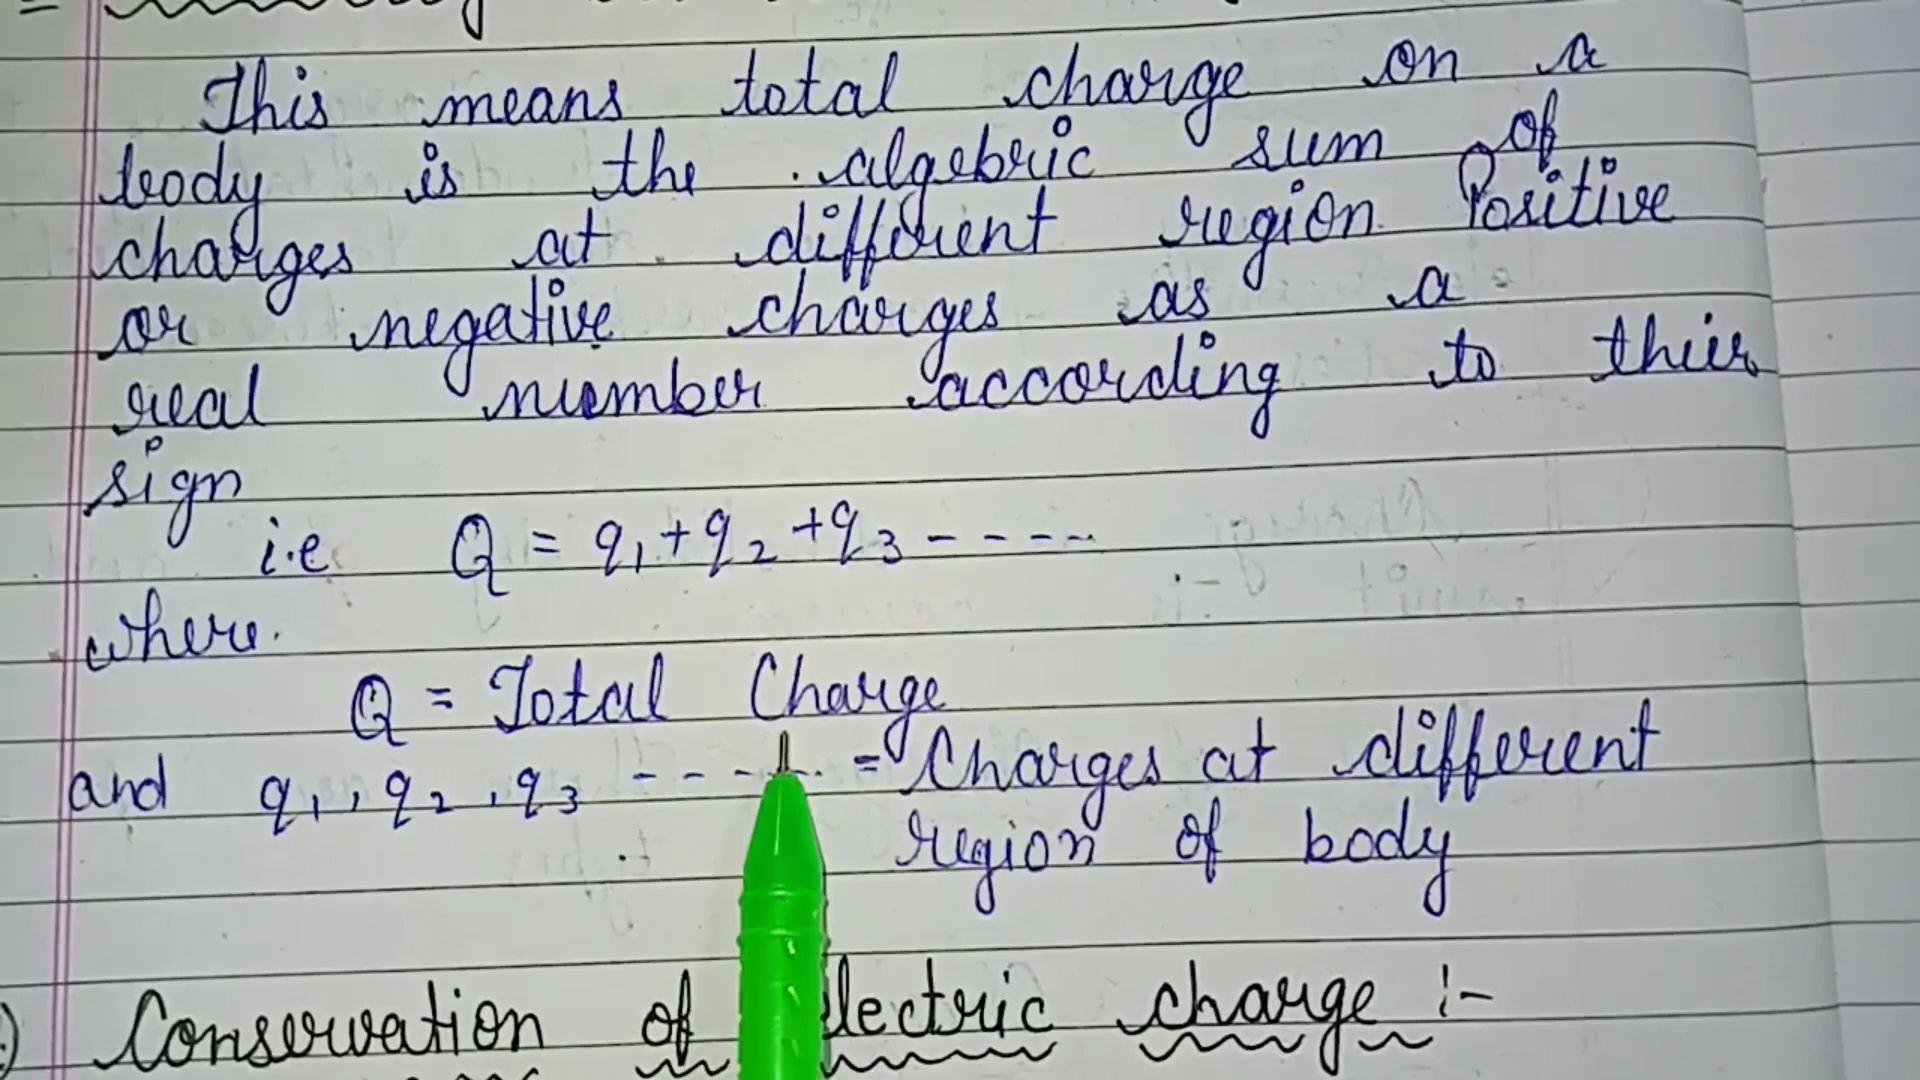 This means total charge on a
body is the algebric sum of
charges at different region Positive
or negative charges as a
real number according to their
sign
i.e Q = q1 + q2 + q3 - - - -
where
Q = Total Charge
and q1, q2, q3 - - - - - = Charges at different
region of body
Conservation of lectric charge :-